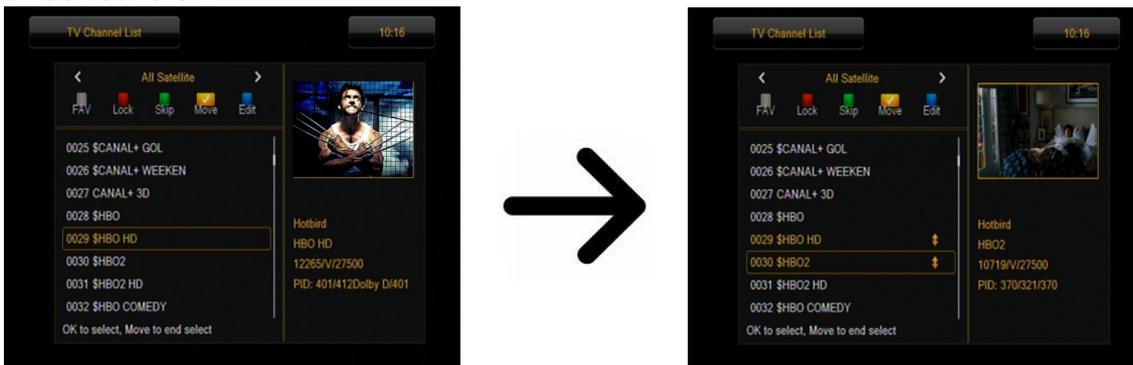 TV Channel List
10:16
All Satellite
FAV Lock Skip Move Edit
0025 $CANAL+ GOL
0026 $CANAL+ WEEKEN
0027 CANAL+ 3D
0028 $HBO
0029 $HBO HD
0030 $HBO2
0031 $HBO2 HD
0032 $HBO COMEDY
OK to select, Move to end select
Hotbird
HBO HD
12265/V/27500
PID: 401/412Dolby D/401
TV Channel List
10:16
All Satellite
FAV Lock Skip Move Edit
0025 $CANAL+ GOL
0026 $CANAL+ WEEKEN
0027 CANAL+ 3D
0028 $HBO
0029 $HBO HD
0030 $HBO2
0031 $HBO2 HD
0032 $HBO COMEDY
OK to select, Move to end select
Hotbird
HBO2
10719/V/27500
PID: 370/321/370